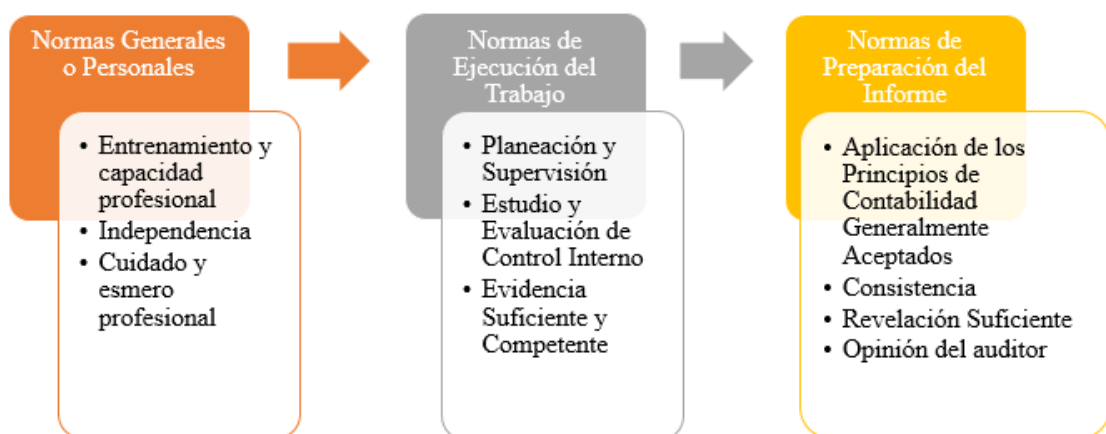 Normas Generales
o Personales
• Entrenamiento y
capacidad
profesional
• Independencia
• Cuidado y
esmero
profesional
Normas de
Ejecución del
Trabajo
• Planeación y
Supervisión
• Estudio y
Evaluación de
Control Interno
• Evidencia
Suficiente y
Competente
Normas de
Preparación del
Informe
• Aplicación de los
Principios de
Contabilidad
Generalmente
Aceptados
• Consistencia
• Revelación Suficiente
• Opinión del auditor